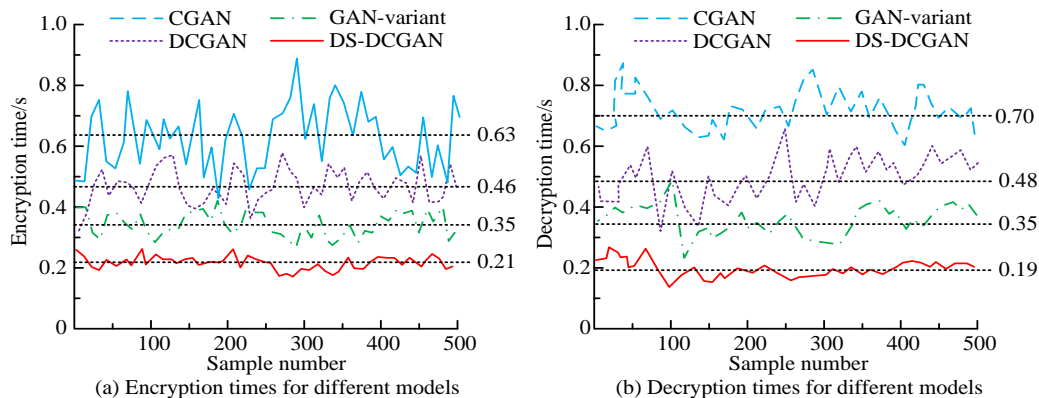 CGAN
GAN-variant
DCGAN
DS-DCGAN
1.0
0.8
0.6
0.4
0.2
0
Encryption time/s
0.63
0.46
0.35
0.21
100
200
300
400
500
Sample number
(a) Encryption times for different models
CGAN
GAN-variant
DCGAN
DS-DCGAN
1.0
0.8
0.6
0.4
0.2
0
Decryption time/s
0.70
0.48
0.35
0.19
100
200
300
400
500
Sample number
(b) Decryption times for different models